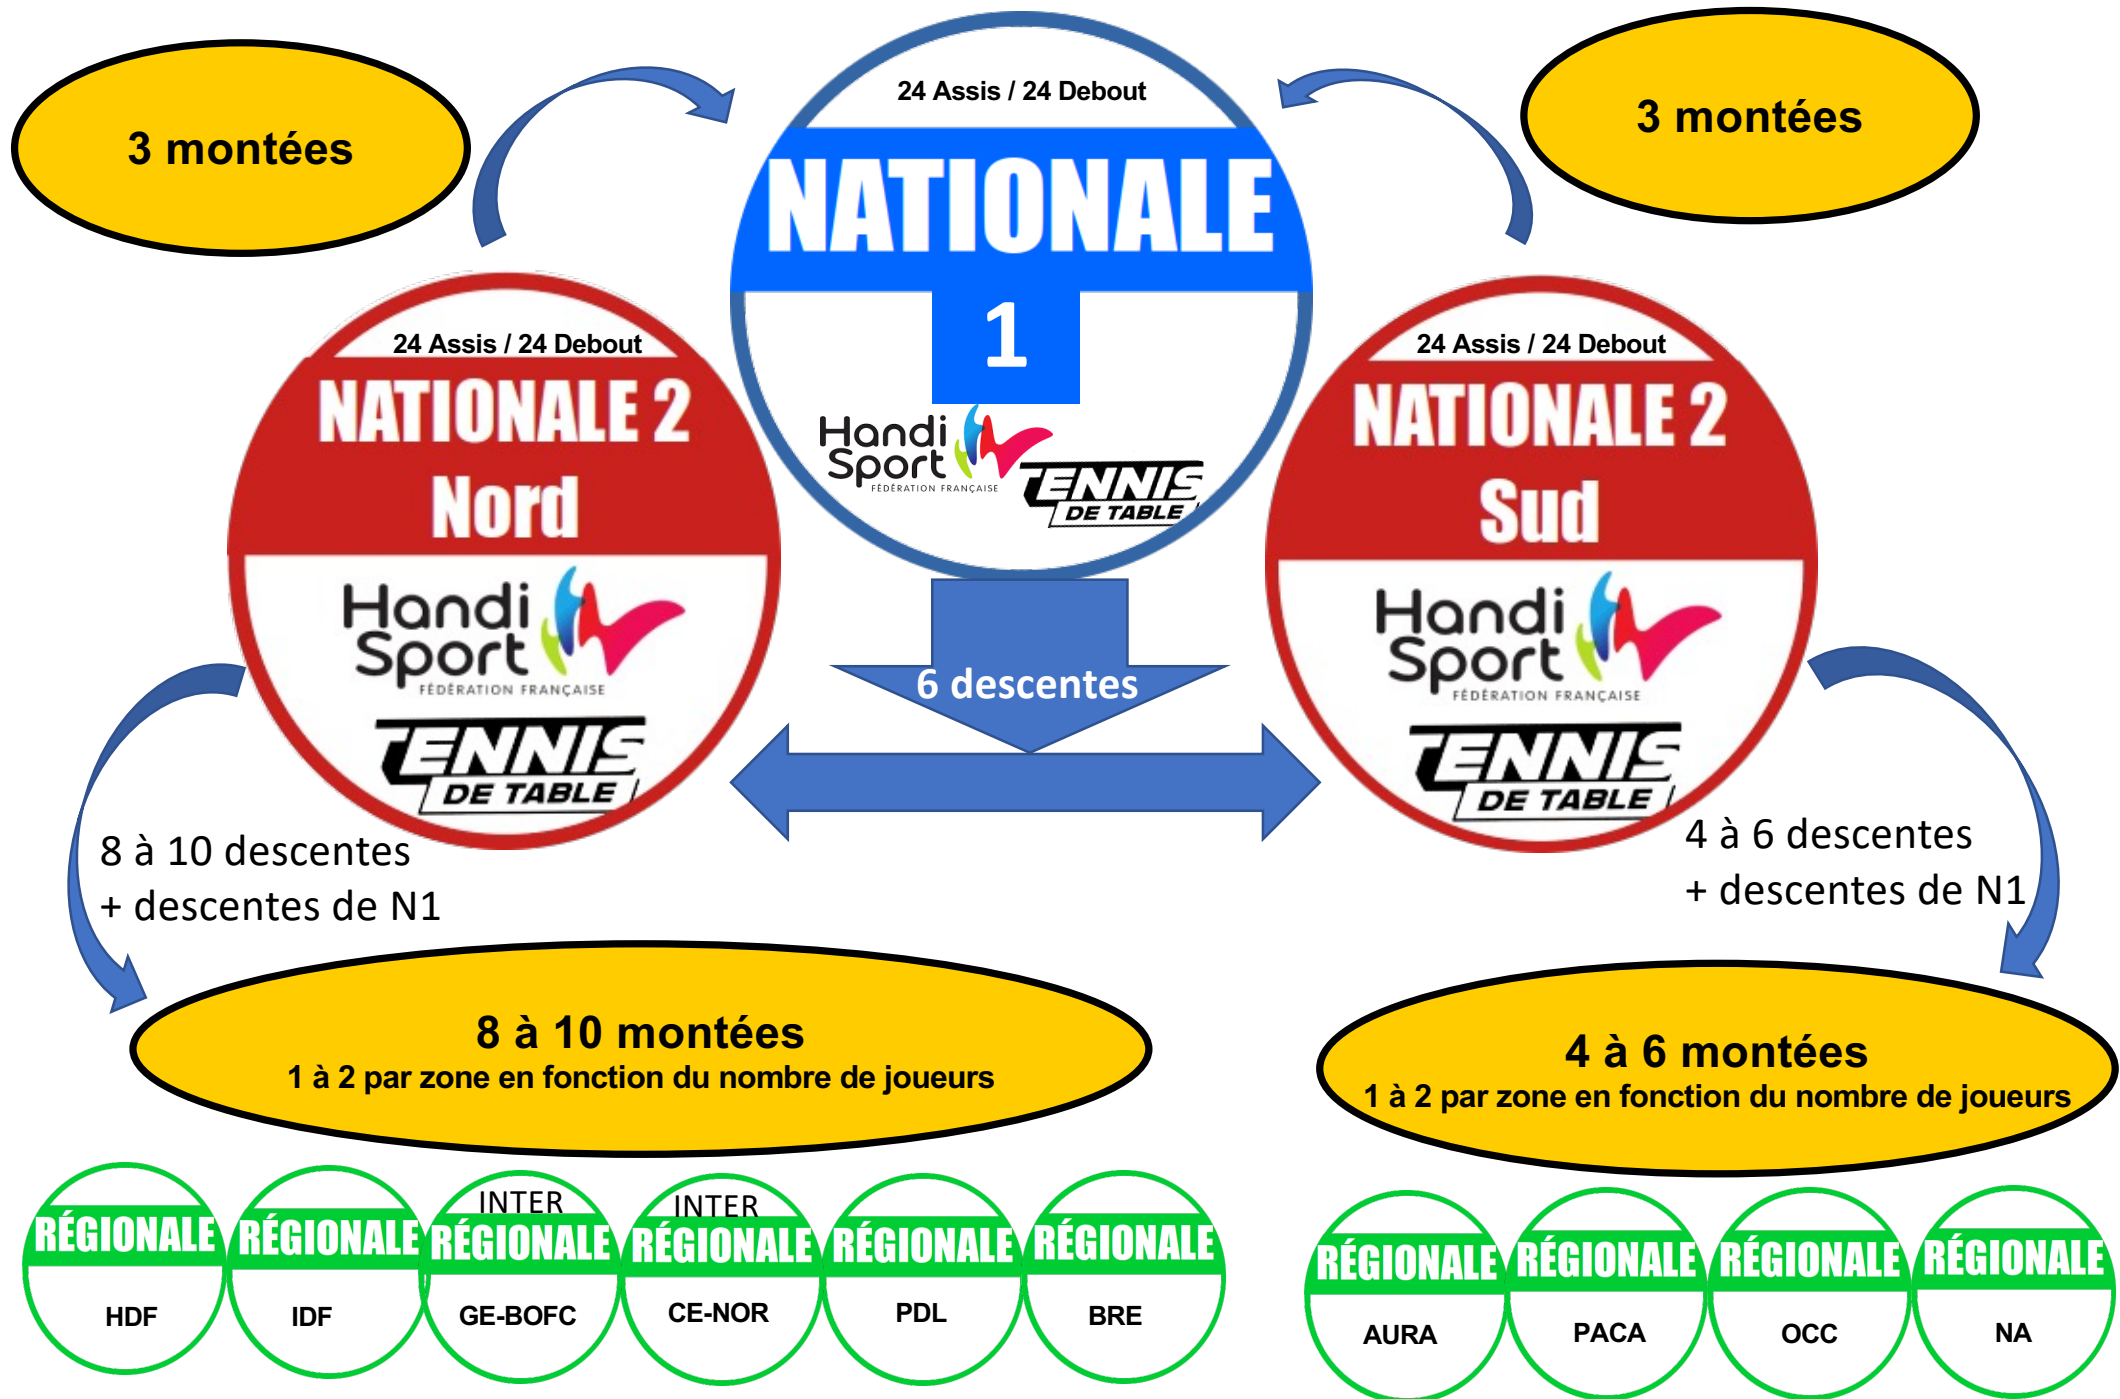 3 montées
24 Assis / 24 Debout
NATIONALE
1
Handi
Sport
FÉDÉRATION FRANÇAISE
TENNIS
DE TABLE
3 montées
24 Assis / 24 Debout
NATIONALE 2
Nord
Handi
Sport
FÉDÉRATION FRANÇAISE
TENNIS
DE TABLE
24 Assis / 24 Debout
NATIONALE 2
Sud
Handi
Sport
FÉDÉRATION FRANÇAISE
TENNIS
DE TABLE
6 descentes
8 à 10 descentes
+ descentes de N1
4 à 6 descentes
+ descentes de N1
8 à 10 montées
1 à 2 par zone en fonction du nombre de joueurs
4 à 6 montées
1 à 2 par zone en fonction du nombre de joueurs
RÉGIONALE
HDF
RÉGIONALE
IDF
INTER
RÉGIONALE
GE-BOFC
INTER
RÉGIONALE
CE-NOR
RÉGIONALE
PDL
RÉGIONALE
BRE
RÉGIONALE
AURA
RÉGIONALE
PACA
RÉGIONALE
OCC
RÉGIONALE
NA